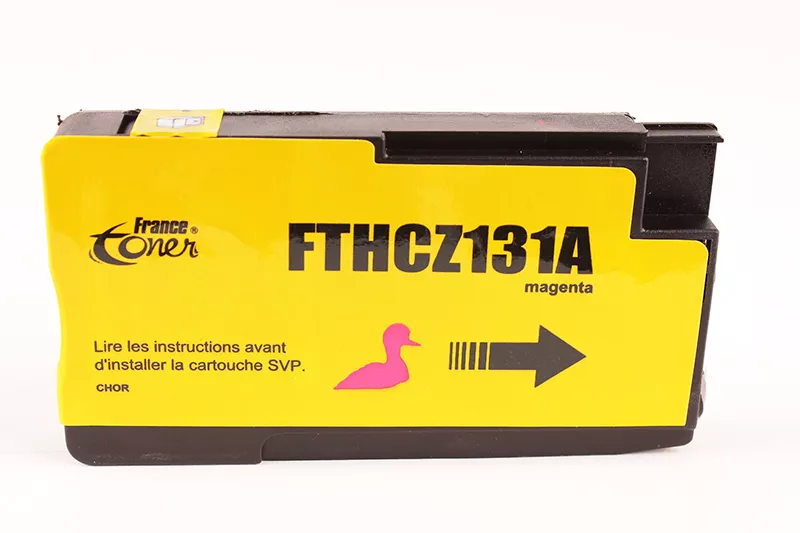 France®
toner
FTHCZ131A
magenta
Lire les instructions avant
d'installer la cartouche SVP.
CHOR